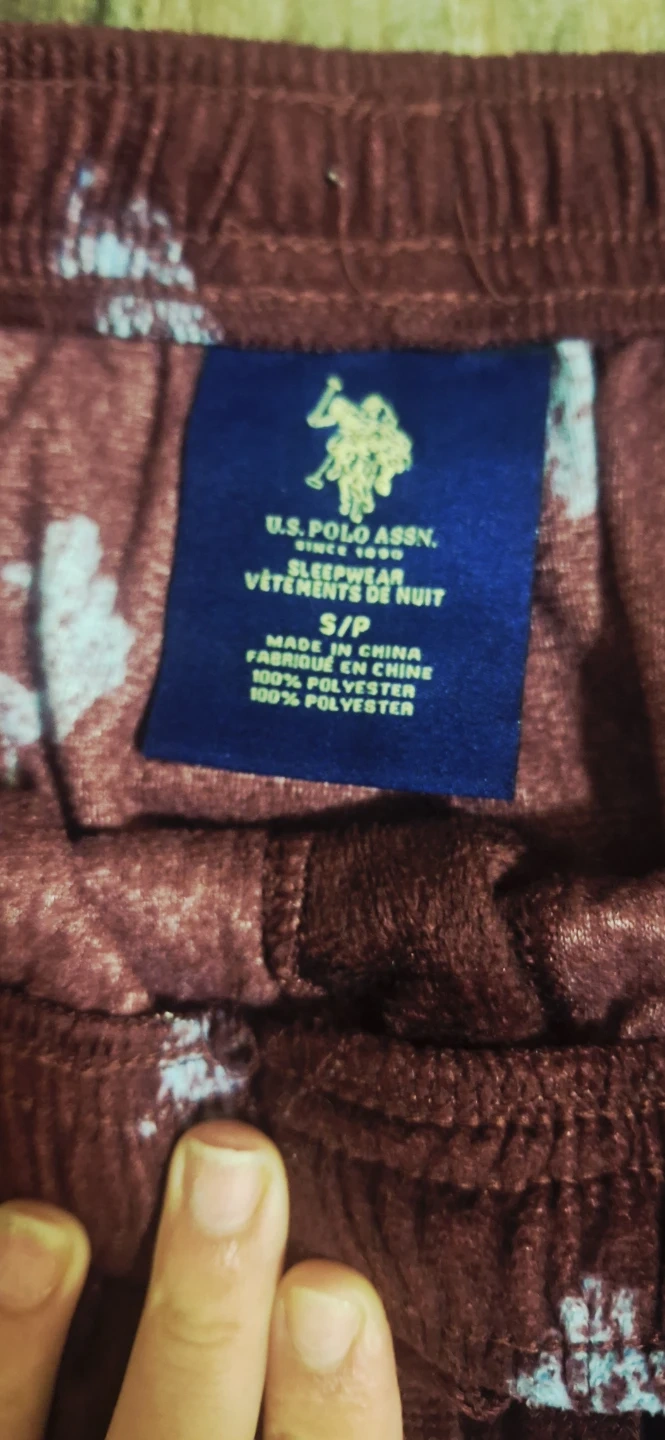 U.S. POLO ASSN.
SINCE 1890
SLEEPWEAR
VÊTEMENTS DE NUIT
S/P
MADE IN CHINA
FABRIQUÉ EN CHINE
100% POLYESTER
100% POLYESTER